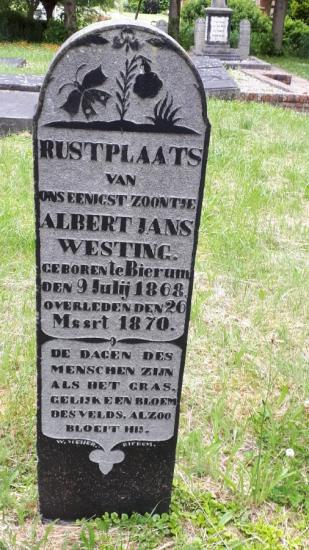 RUSTPLAATS
VAN
ONS EENIGST ZOONTJE
ALBERT JANS
WESTING.
GEBOREN te Bierum
DEN 9 Julij 1868.
OVERLEDEN DEN 26
Maart 1870.
DE DAGEN DES
MENSCHEN ZIJN
ALS HET GRAS,
GELIJK EEN BLOEM
DES VELDS, ALZOO
BLOEIT HIJ.